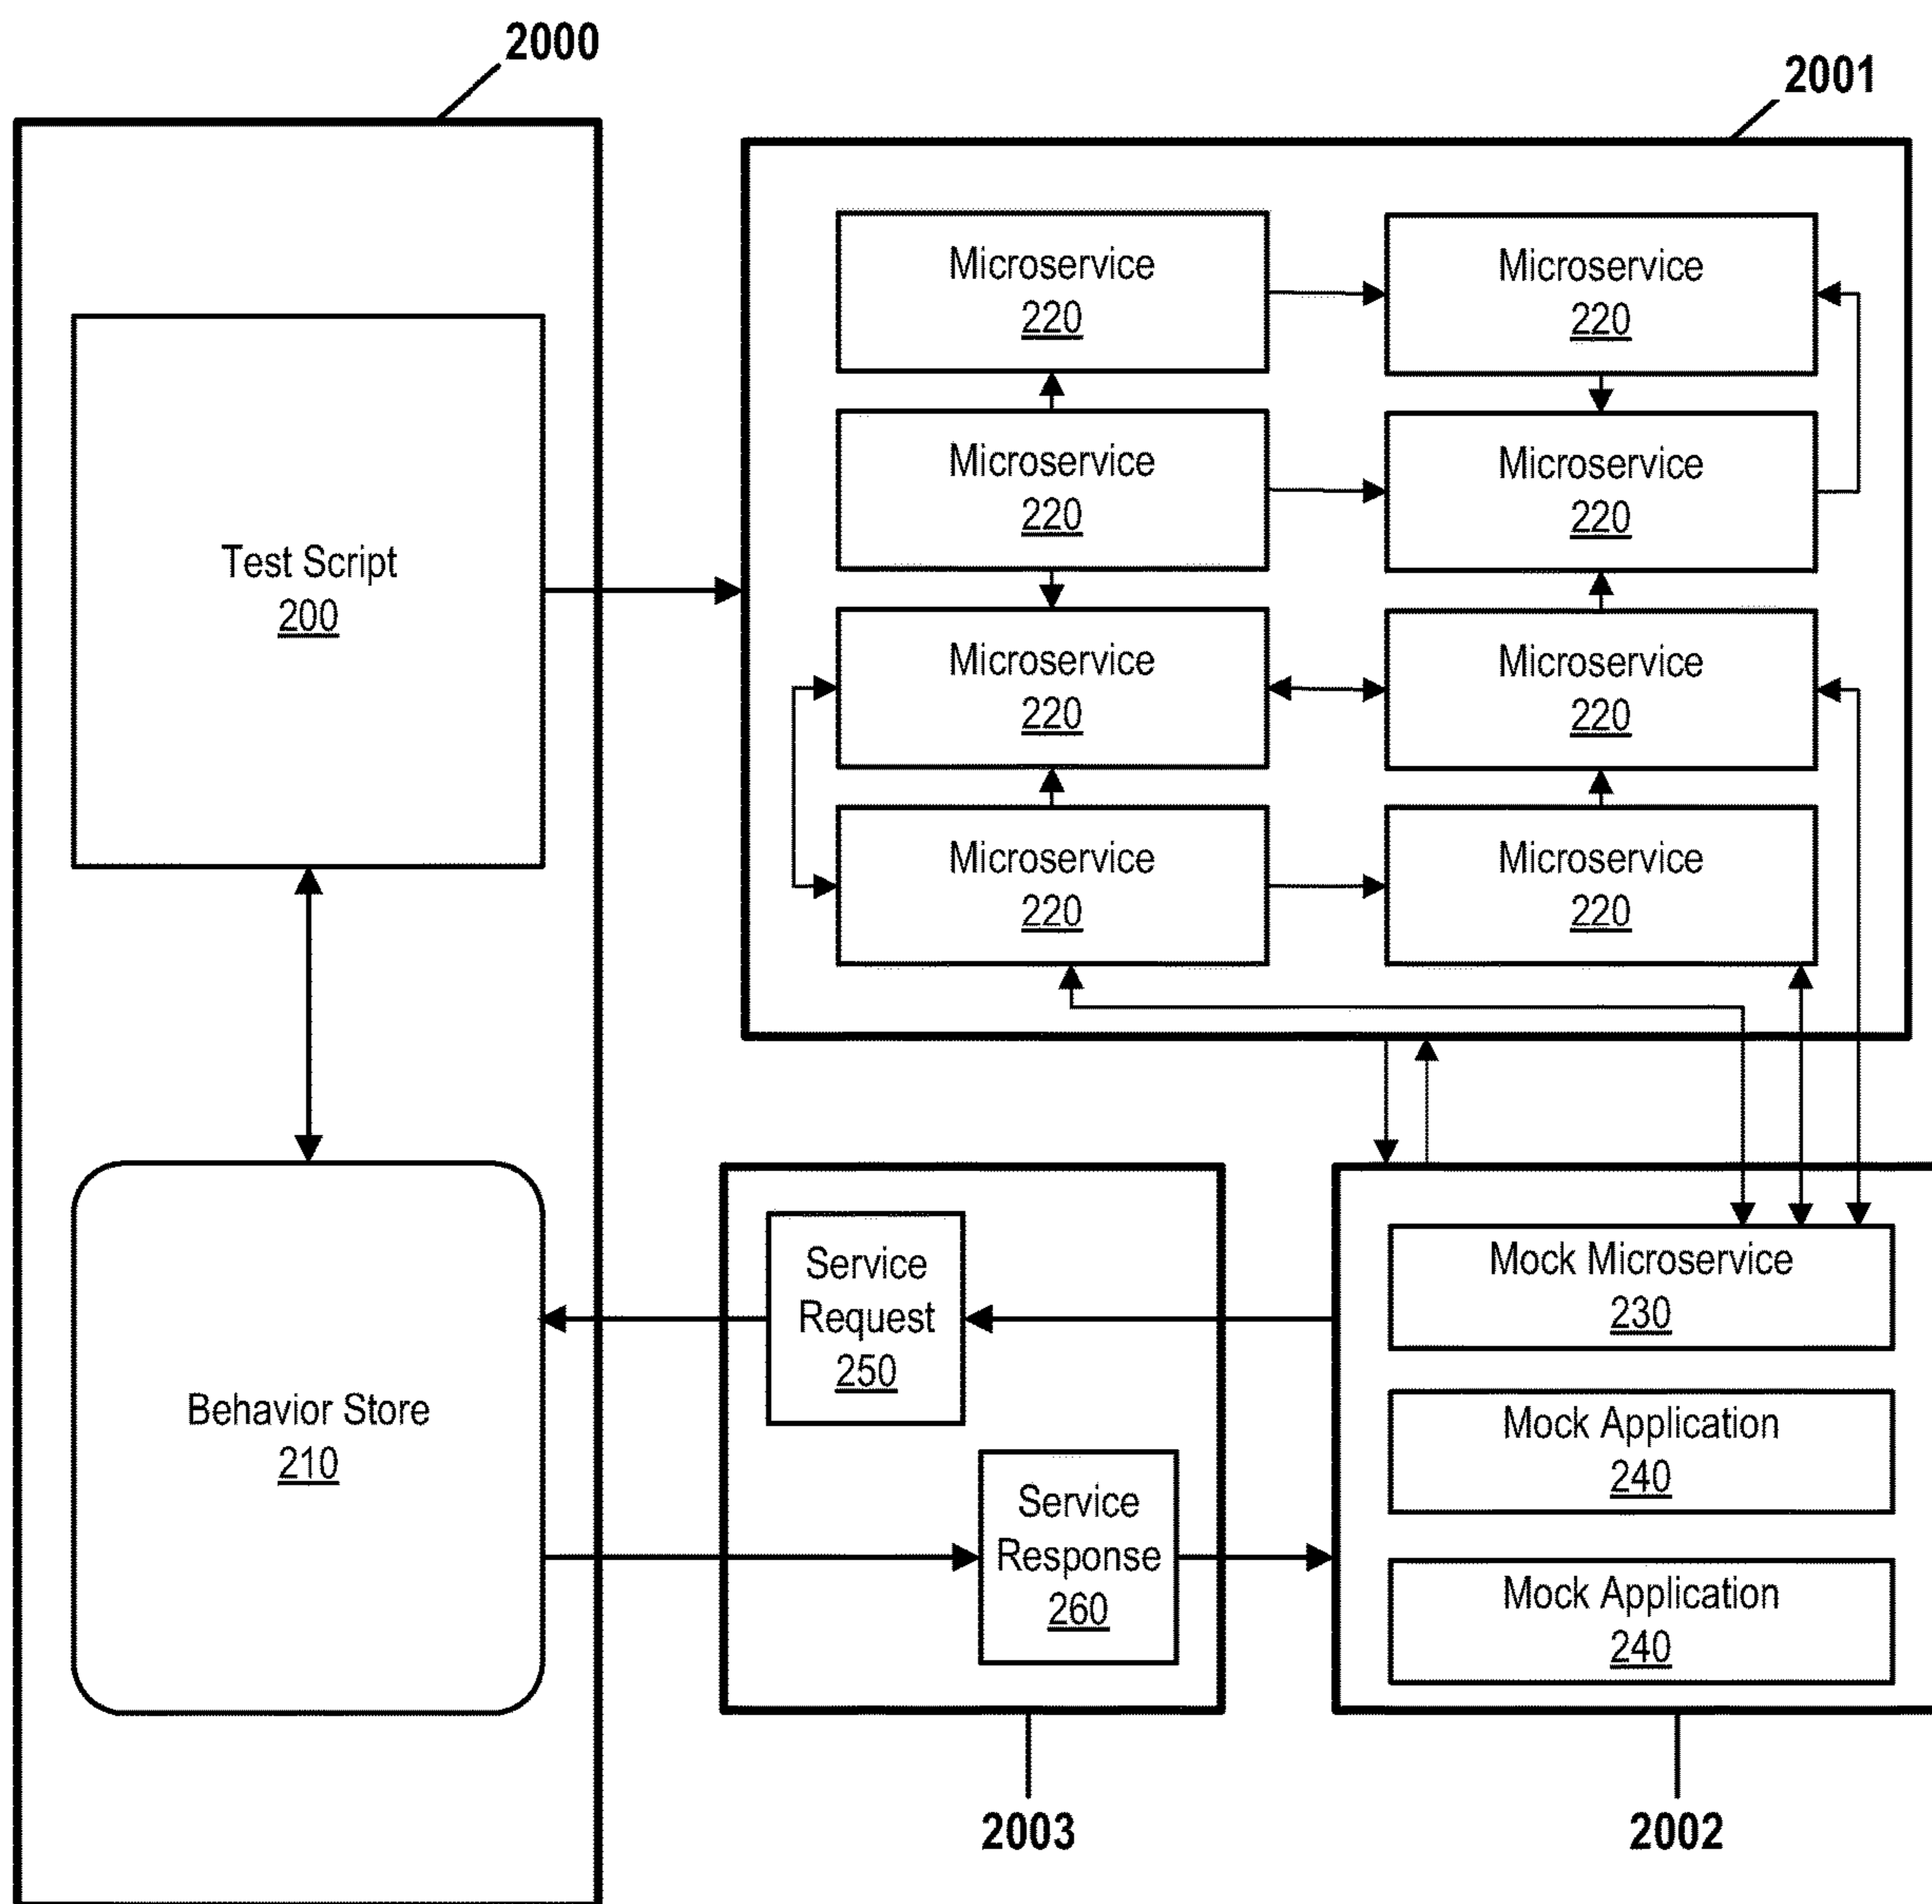 2000
2001
Test Script
200
Microservice
220
Microservice
220
Microservice
220
Microservice
220
Microservice
220
Microservice
220
Microservice
220
Microservice
220
Behavior Store
210
Service
Request
250
Service
Response
260
Mock Microservice
230
Mock Application
240
Mock Application
240
2003
2002